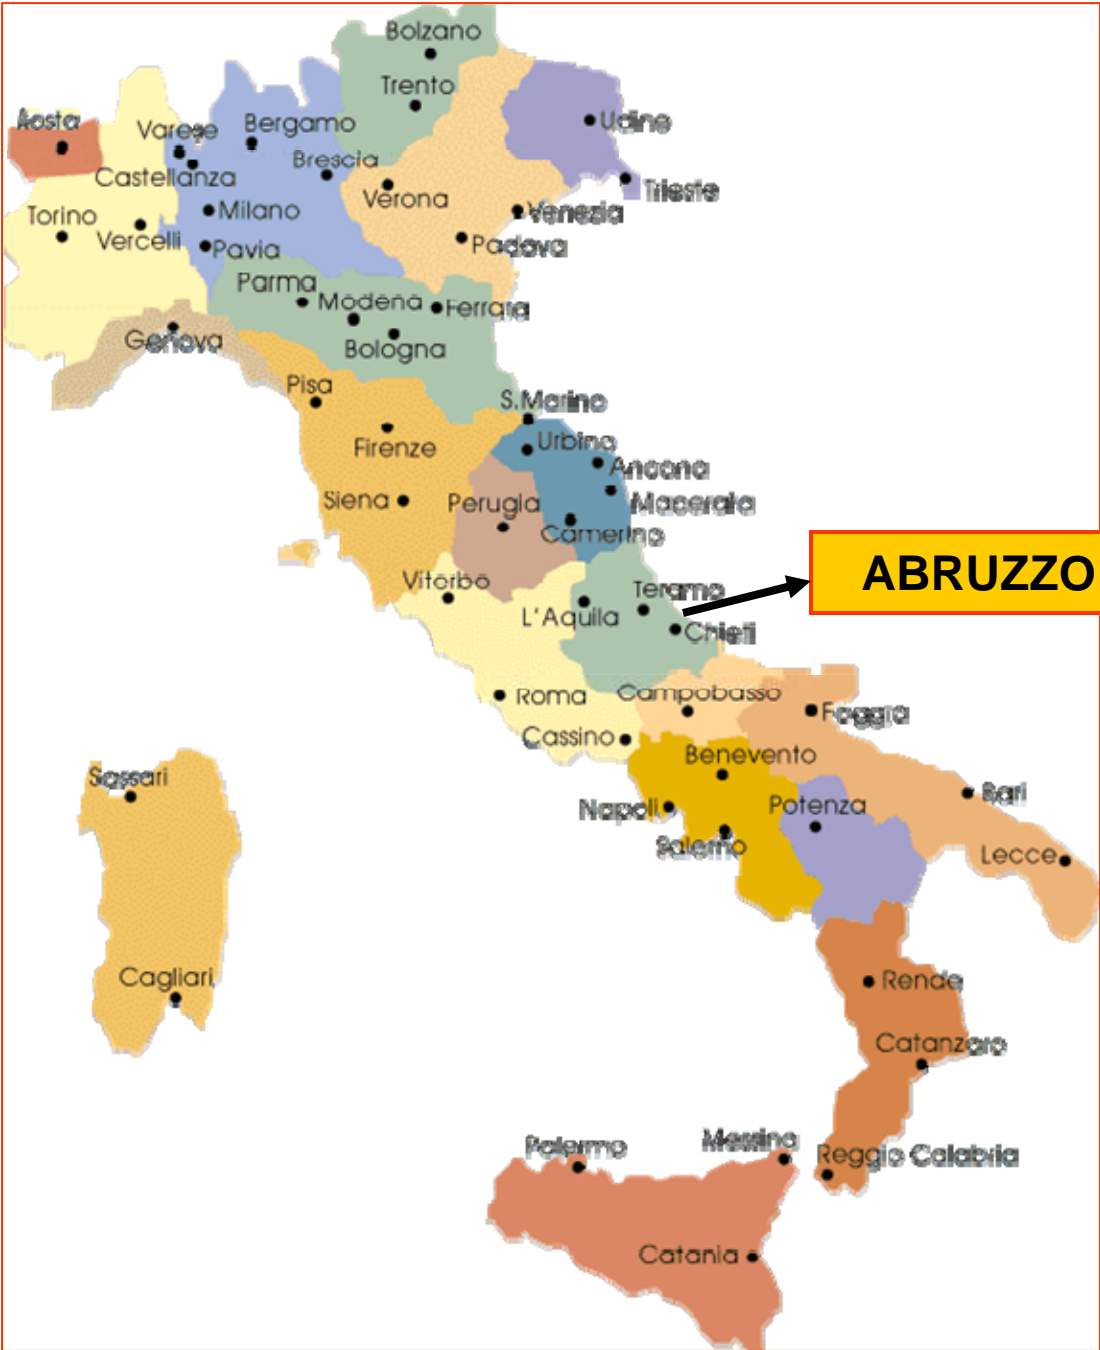 Bolzano
Trento
Aosta
Varese
Bergamo
Udine
Brescia
Castellanza
Verona
Trieste
Torino
Milano
Venezia
Vercelli
Pavia
Padova
Parma
Modena
Ferrara
Genova
Bologna
Pisa
S.Marino
Firenze
Urbino
Ancona
Siena
Perugia
Macerata
Camerino
ABRUZZO
Vitorbo
Teramo
L'Aquila
Chieti
Roma
Campobasso
Foggia
Cassino
Benevento
Sassari
Bari
Napoli
Potenza
Salerno
Lecce
Cagliari
Rende
Catanzaro
Palermo
Messina
Reggio Calabria
Catania